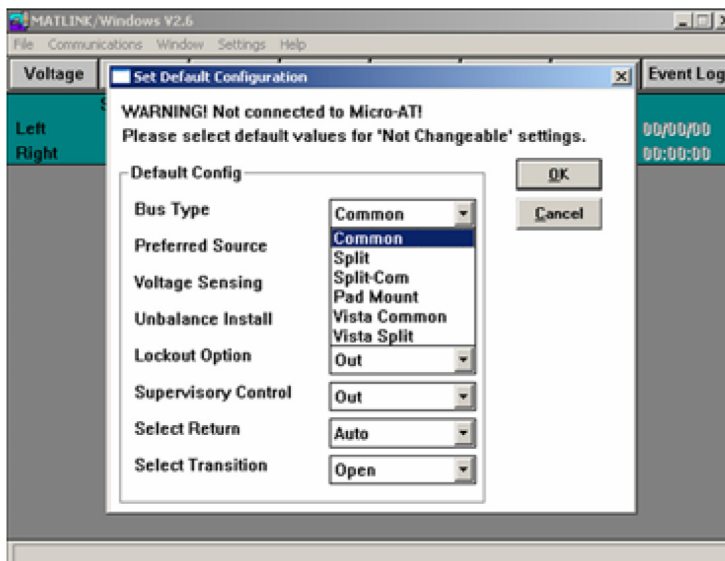 MATLINK/Windows V2.6
File Communications Window Settings Help
Voltage
Event Log
Set Default Configuration
WARNING! Not connected to Micro-AT!
Please select default values for 'Not Changeable' settings.
Left
Right
00/00/00
00:00:00
Default Config
OK
Cancel
Bus Type Common
Common
Split
Split-Com
Pad Mount
Vista Common
Vista Split
Preferred Source
Voltage Sensing
Unbalance Install
Lockout Option Out
Supervisory Control Out
Select Return Auto
Select Transition Open